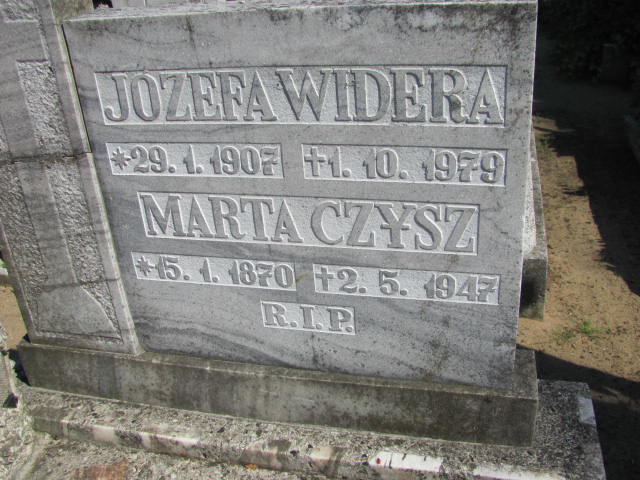 JOZEFA WIDERA
*29. 1. 1907 †1. 10. 1979
MARTA CZYSZ
*15. 1. 1870 †2. 5. 1947
R.I.P.